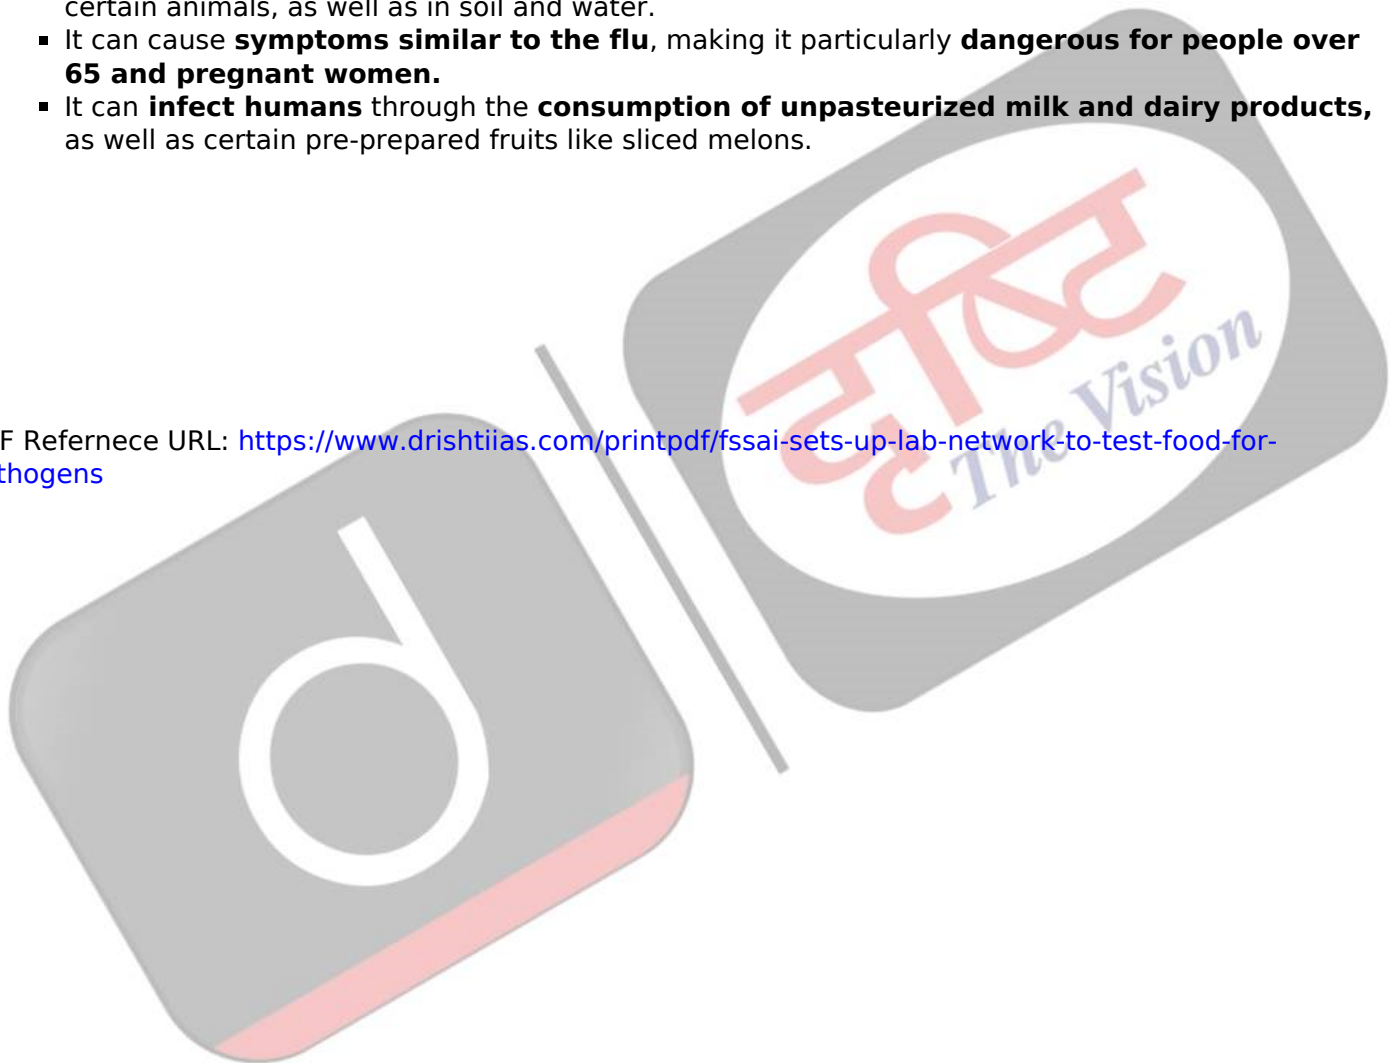 certain animals, as well as in soil and water.
▪ It can cause symptoms similar to the flu, making it particularly dangerous for people over
65 and pregnant women.
▪ It can infect humans through the consumption of unpasteurized milk and dairy products,
as well as certain pre-prepared fruits like sliced melons.
दृष्टि
The Vision
F Refernece URL: https://www.drishtiias.com/printpdf/fssai-sets-up-lab-network-to-test-food-for-
thogens
d